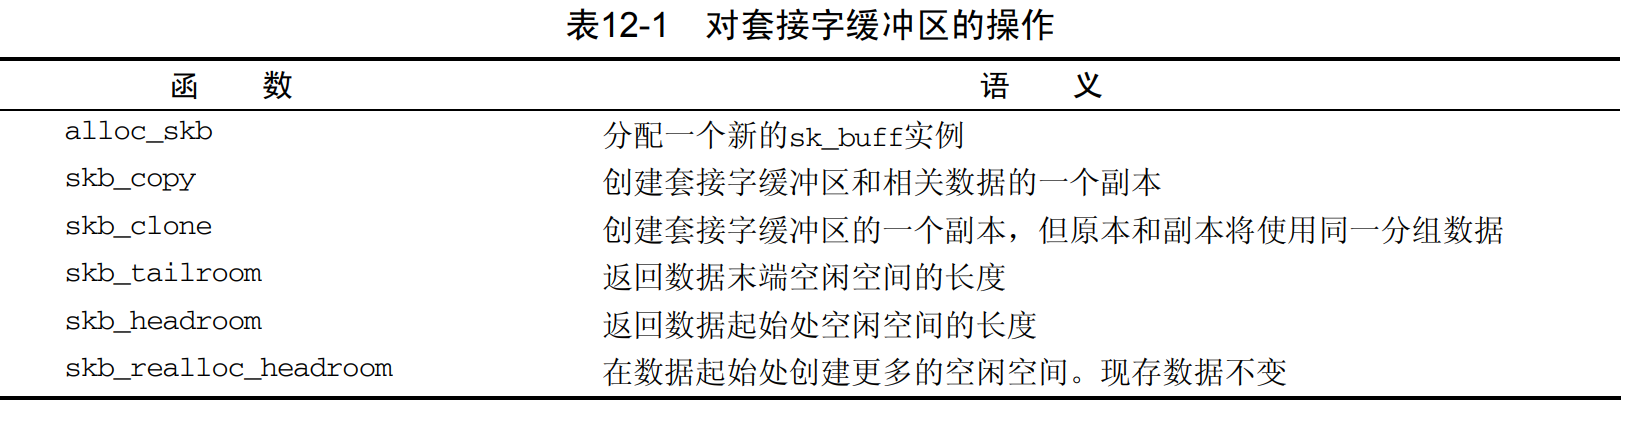 表12-1 对套接字缓冲区的操作
函 数 语 义
alloc_skb 分配一个新的sk_buff实例
skb_copy 创建套接字缓冲区和相关数据的一个副本
skb_clone 创建套接字缓冲区的一个副本，但原本和副本将使用同一分组数据
skb_tailroom 返回数据末端空闲空间的长度
skb_headroom 返回数据起始处空闲空间的长度
skb_realloc_headroom 在数据起始处创建更多的空闲空间。现存数据不变